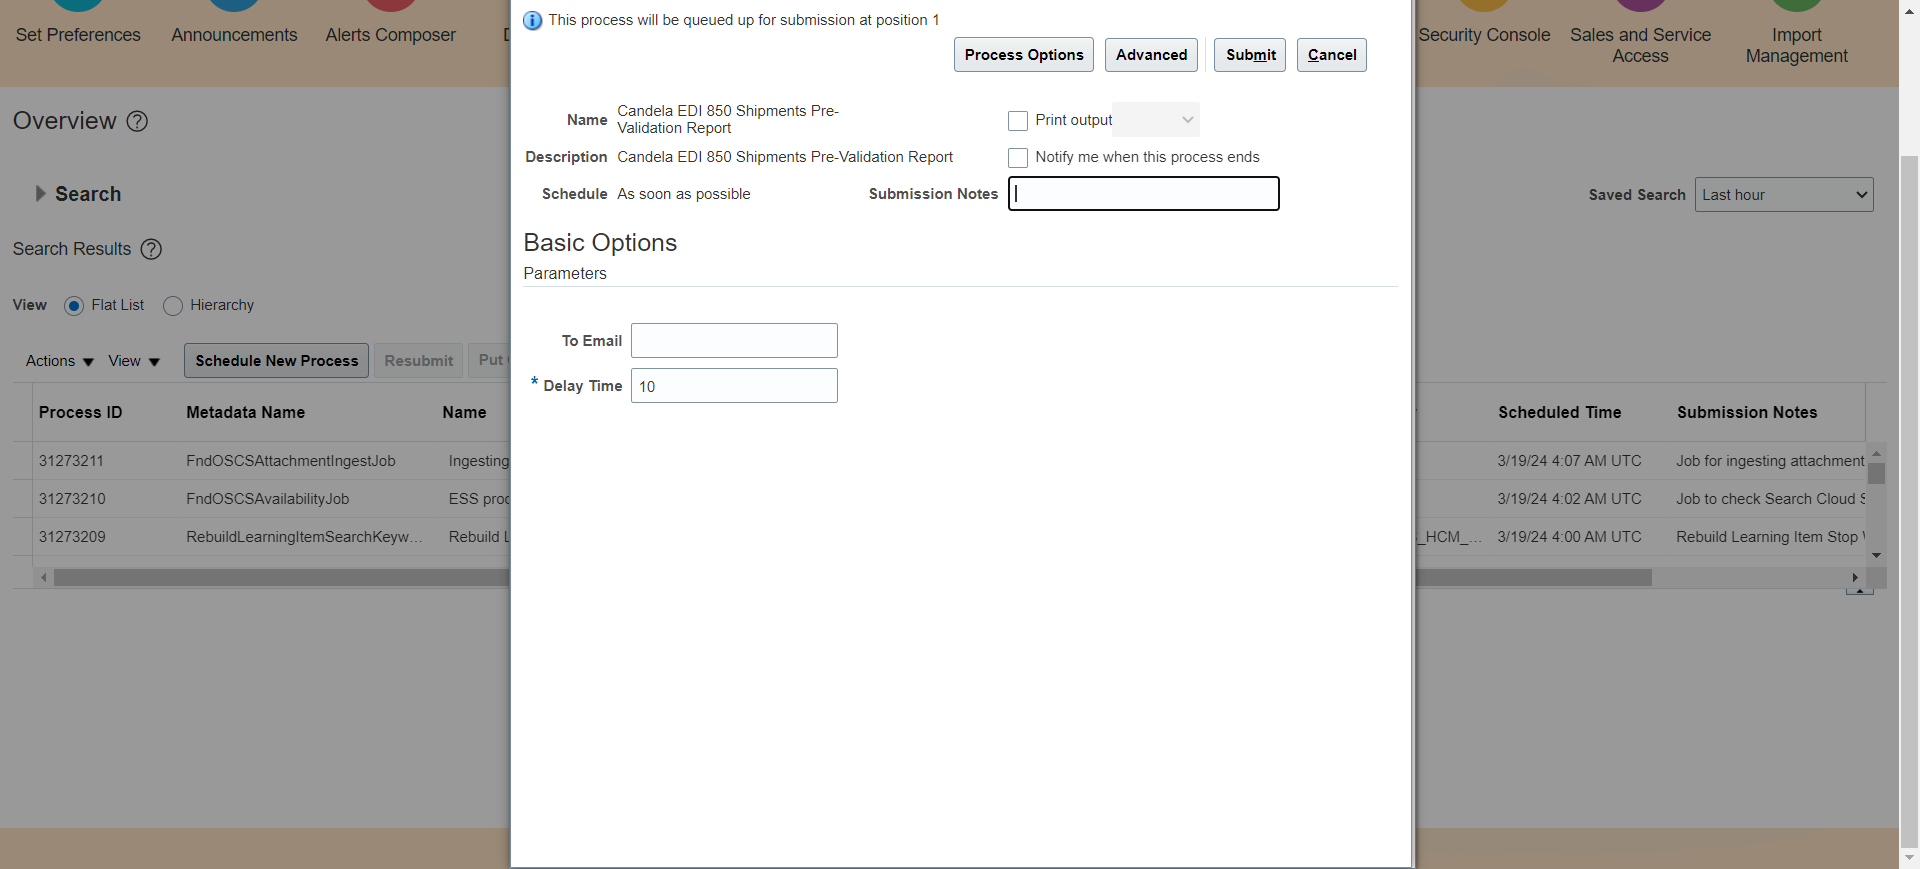 This process will be queued up for submission at position 1
Process Options Advanced Submit Cancel
Set Preferences Announcements Alerts Composer Security Console Sales and Service Access Import Management
Overview
Name Candela EDI 850 Shipments Pre-Validation Report
Print output
Description Candela EDI 850 Shipments Pre-Validation Report
Notify me when this process ends
Schedule As soon as possible Submission Notes
Search
Saved Search Last hour
Search Results
Basic Options
Parameters
View Flat List Hierarchy
To Email
* Delay Time 10
Actions View Schedule New Process Resubmit Put
Process ID Metadata Name Name Scheduled Time Submission Notes
31273211 FndOSCSAttachmentIngestJob Ingesting 3/19/24 4:07 AM UTC Job for ingesting attachment
31273210 FndOSCSAvailabilityJob ESS proc 3/19/24 4:02 AM UTC Job to check Search Cloud S
31273209 RebuildLearningItemSearchKeyw... Rebuild L _HCM_... 3/19/24 4:00 AM UTC Rebuild Learning Item Stop